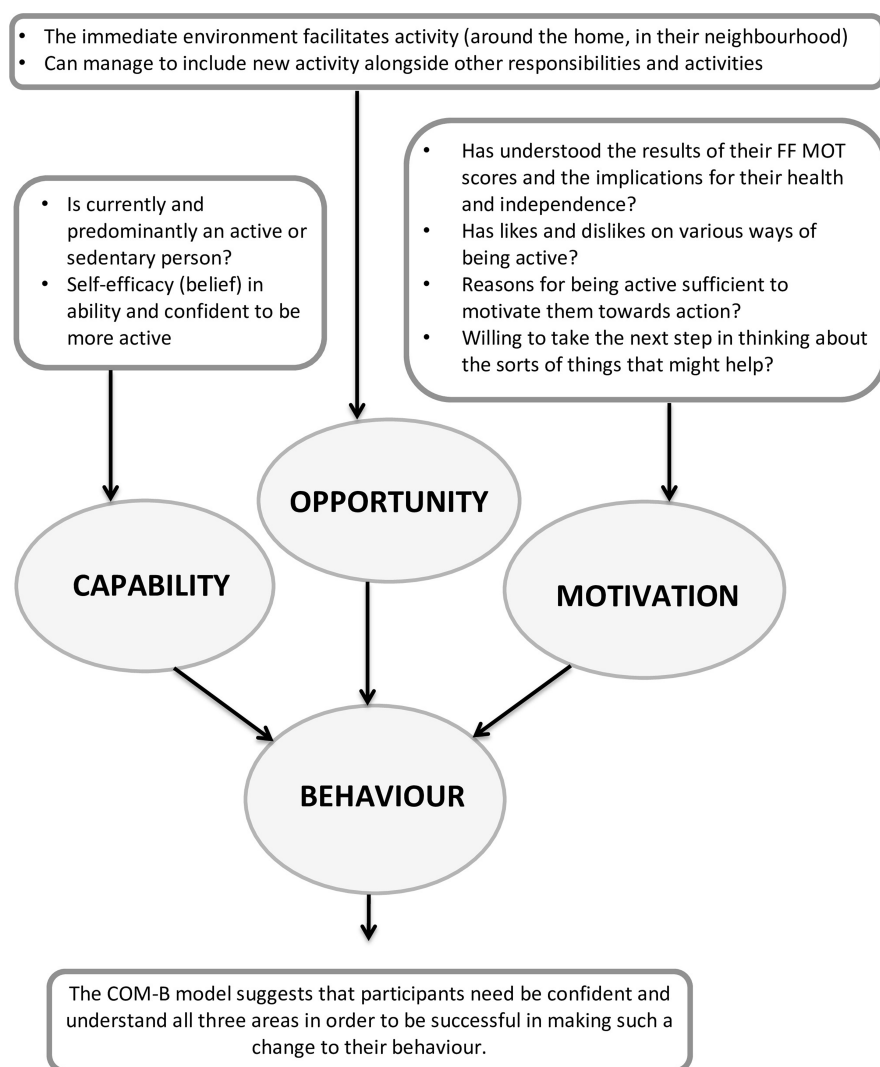 • The immediate environment facilitates activity (around the home, in their neighbourhood)
• Can manage to include new activity alongside other responsibilities and activities
• Is currently and
predominantly an active or
sedentary person?
• Self-efficacy (belief) in
ability and confident to be
more active
• Has understood the results of their FF MOT
scores and the implications for their health
and independence?
• Has likes and dislikes on various ways of
being active?
• Reasons for being active sufficient to
motivate them towards action?
• Willing to take the next step in thinking about
the sorts of things that might help?
OPPORTUNITY
CAPABILITY
MOTIVATION
BEHAVIOUR
The COM-B model suggests that participants need be confident and
understand all three areas in order to be successful in making such a
change to their behaviour.